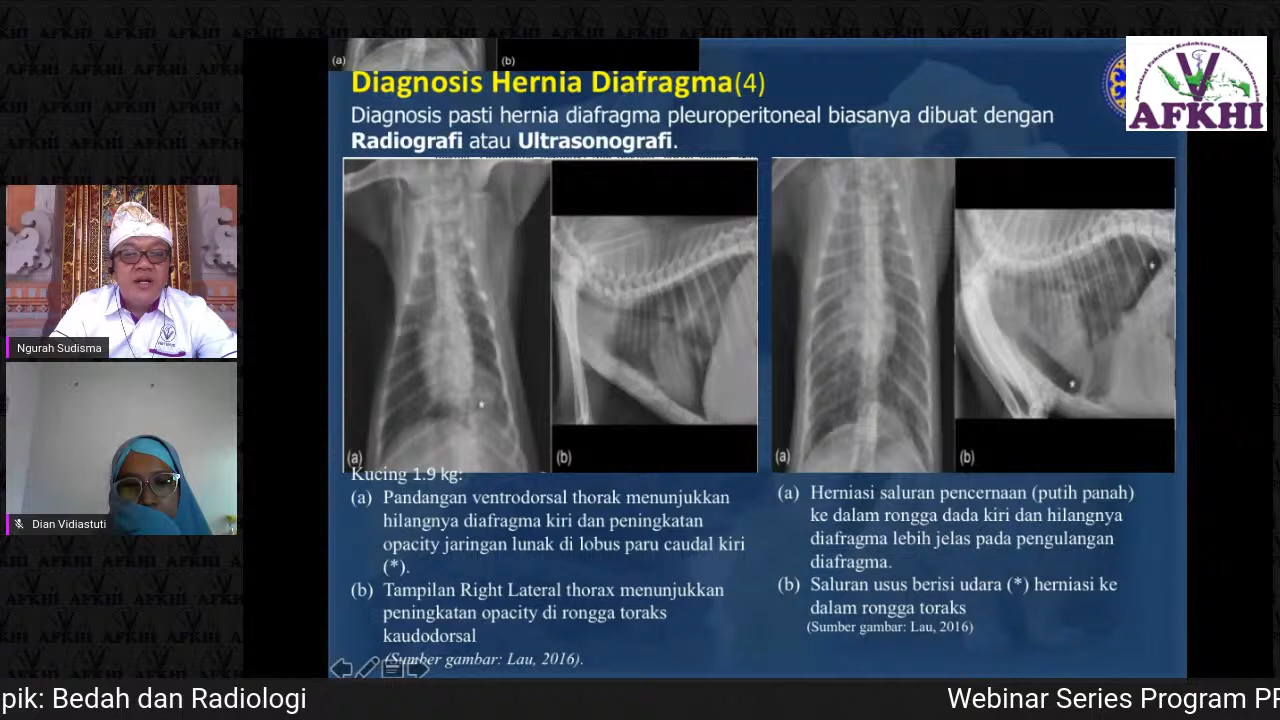 (a)
(b)
Diagnosis Hernia Diafragma(4)
Diagnosis pasti hernia diafragma pleuroperitoneal biasanya dibuat dengan
Radiografi atau Ultrasonografi.
AFKHI
Ngurah Sudisma
Dian Vidiastuti
(a)
(b)
(a)
(b)
Kucing 1.9 kg:
(a) Pandangan ventrodorsal thorak menunjukkan
hilangnya diafragma kiri dan peningkatan
opacity jaringan lunak di lobus paru caudal kiri
(*).
(b) Tampilan Right Lateral thorax menunjukkan
peningkatan opacity di rongga toraks
kaudodorsal
(Sumber gambar: Lau, 2016).
(a) Herniasi saluran pencernaan (putih panah)
ke dalam rongga dada kiri dan hilangnya
diafragma lebih jelas pada pengulangan
diafragma.
(b) Saluran usus berisi udara (*) herniasi ke
dalam rongga toraks
(Sumber gambar: Lau, 2016)
pik: Bedah dan Radiologi
Webinar Series Program PP